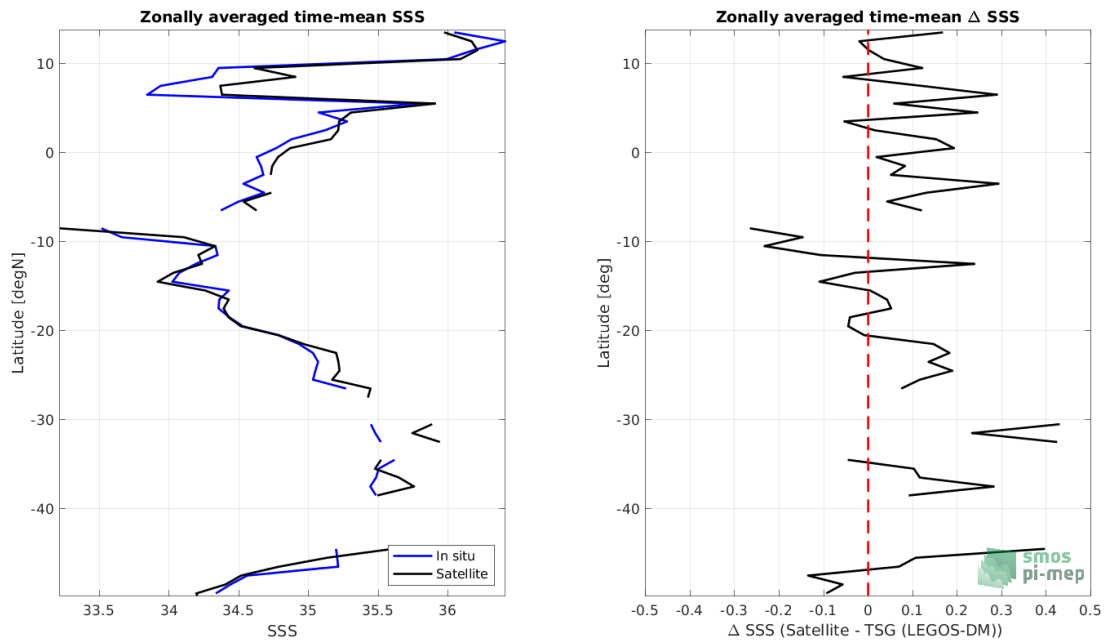 Zonally averaged time-mean SSS
10
0
-10
-20
-30
-40
33.5
34
34.5
35
35.5
36
Latitude [degN]
SSS
In situ
Satellite
Zonally averaged time-mean Δ SSS
10
0
-10
-20
-30
-40
-0.5
-0.4
-0.3
-0.2
-0.1
0
0.1
0.2
0.3
0.4
0.5
Latitude [deg]
Δ SSS (Satellite - TSG (LEGOS-DM))
smos
pi-mep